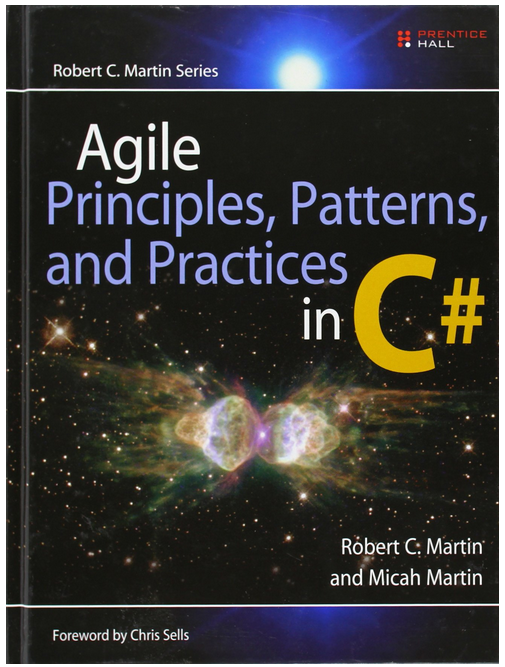 PRENTICE
HALL
Robert C. Martin Series
Agile
Principles, Patterns,
and Practices
in C#
Robert C. Martin
and Micah Martin
Foreword by Chris Sells